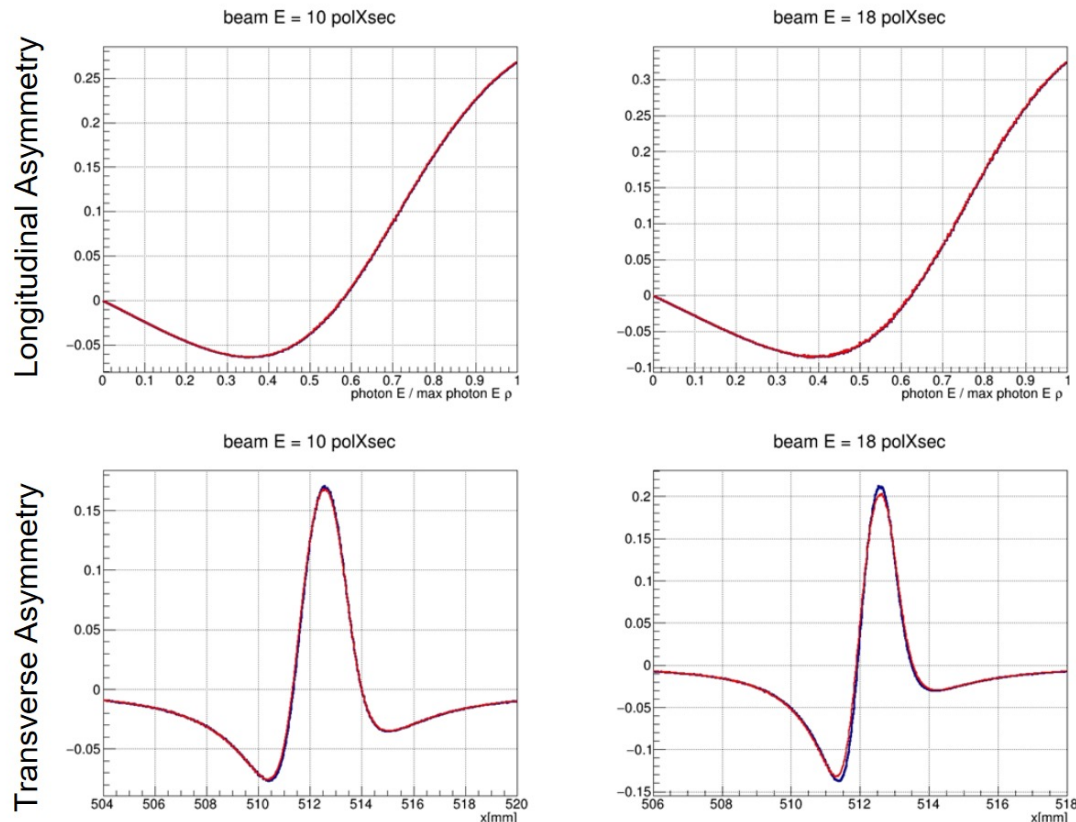 Longitudinal Asymmetry
beam E = 10 polXsec
0.25
0.2
0.15
0.1
0.05
0
−0.05
0 0.1 0.2 0.3 0.4 0.5 0.6 0.7 0.8 0.9 1
photon E / max photon E ρ
beam E = 18 polXsec
0.3
0.25
0.2
0.15
0.1
0.05
0
−0.05
−0.1
0 0.1 0.2 0.3 0.4 0.5 0.6 0.7 0.8 0.9 1
photon E / max photon E ρ
Transverse Asymmetry
beam E = 10 polXsec
0.15
0.1
0.05
0
−0.05
504 506 508 510 512 514 516 518 520
x[mm]
beam E = 18 polXsec
0.2
0.15
0.1
0.05
0
−0.05
−0.1
−0.15
506 508 510 512 514 516 518
x[mm]